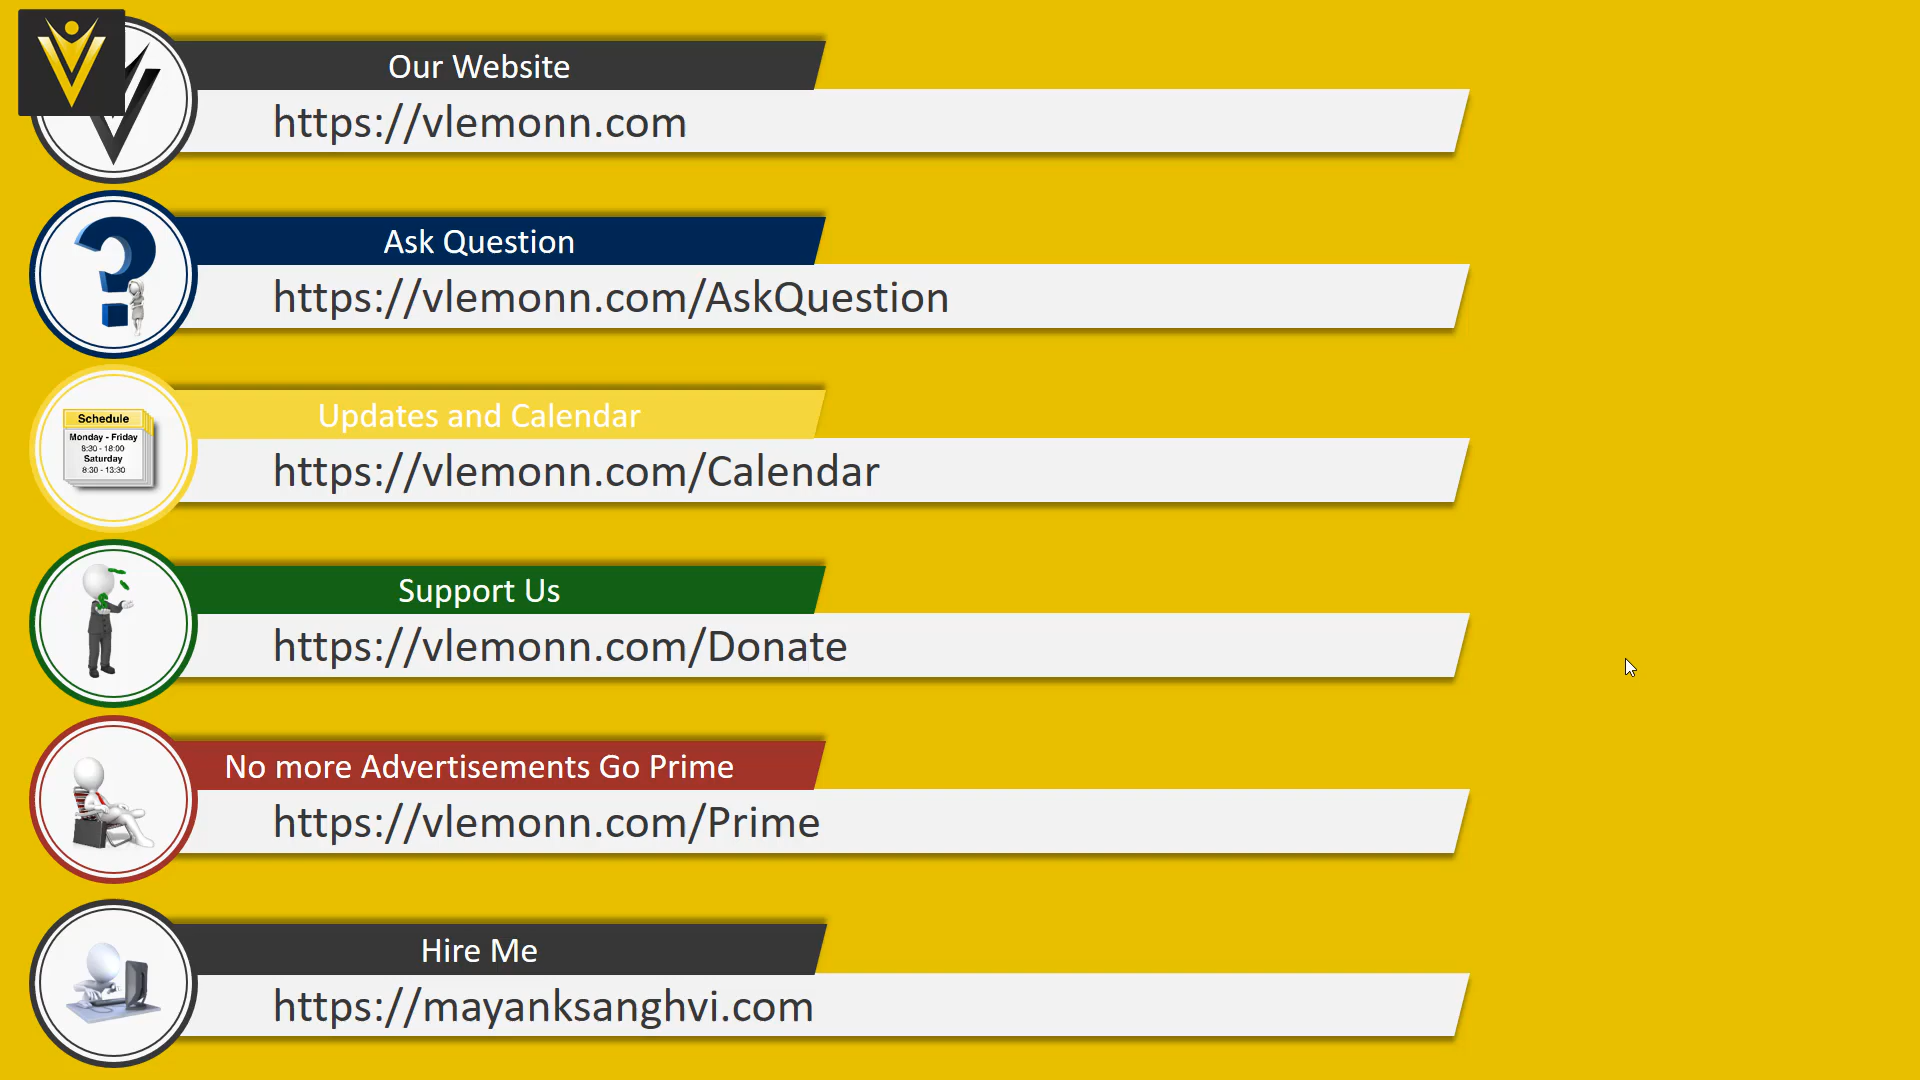 Our Website
https://vlemonn.com
Ask Question
https://vlemonn.com/AskQuestion
Updates and Calendar
https://vlemonn.com/Calendar
Schedule
Monday - Friday
8:30 - 18:00
Saturday
8:30 - 13:30
Support Us
https://vlemonn.com/Donate
No more Advertisements Go Prime
https://vlemonn.com/Prime
Hire Me
https://mayanksanghvi.com